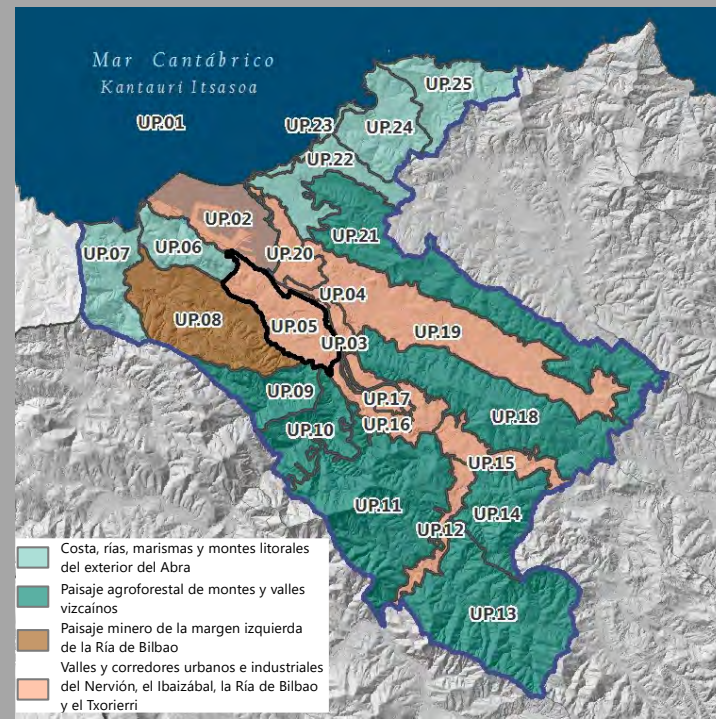 Mar Cantábrico
Kantauri Itsasoa
UP.25
UP.01
UP.23
UP.24
UP.22
UP.02
UP.21
UP.06
UP.07
UP.20
UP.04
UP.08
UP.05
UP.19
UP.03
UP.09
UP.17
UP.18
UP.16
UP.10
UP.15
UP.11
UP.14
UP.12
UP.13
Costa, rías, marismas y montes litorales
del exterior del Abra
Paisaje agroforestal de montes y valles
vizcaínos
Paisaje minero de la margen izquierda
de la Ría de Bilbao
Valles y corredores urbanos e industriales
del Nervión, el Ibaizábal, la Ría de Bilbao
y el Txorierri